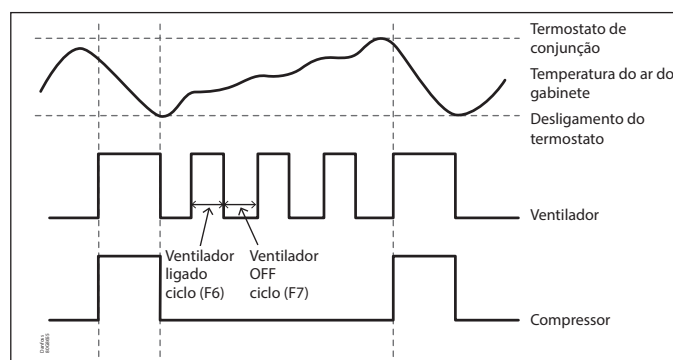 Termostato de
conjunção
Temperatura do ar do
gabinete
Desligamento do
termostato
Ventilador
Ventilador
ligado
ciclo (F6)
Ventilador
OFF
ciclo (F7)
Compressor
Danfoss